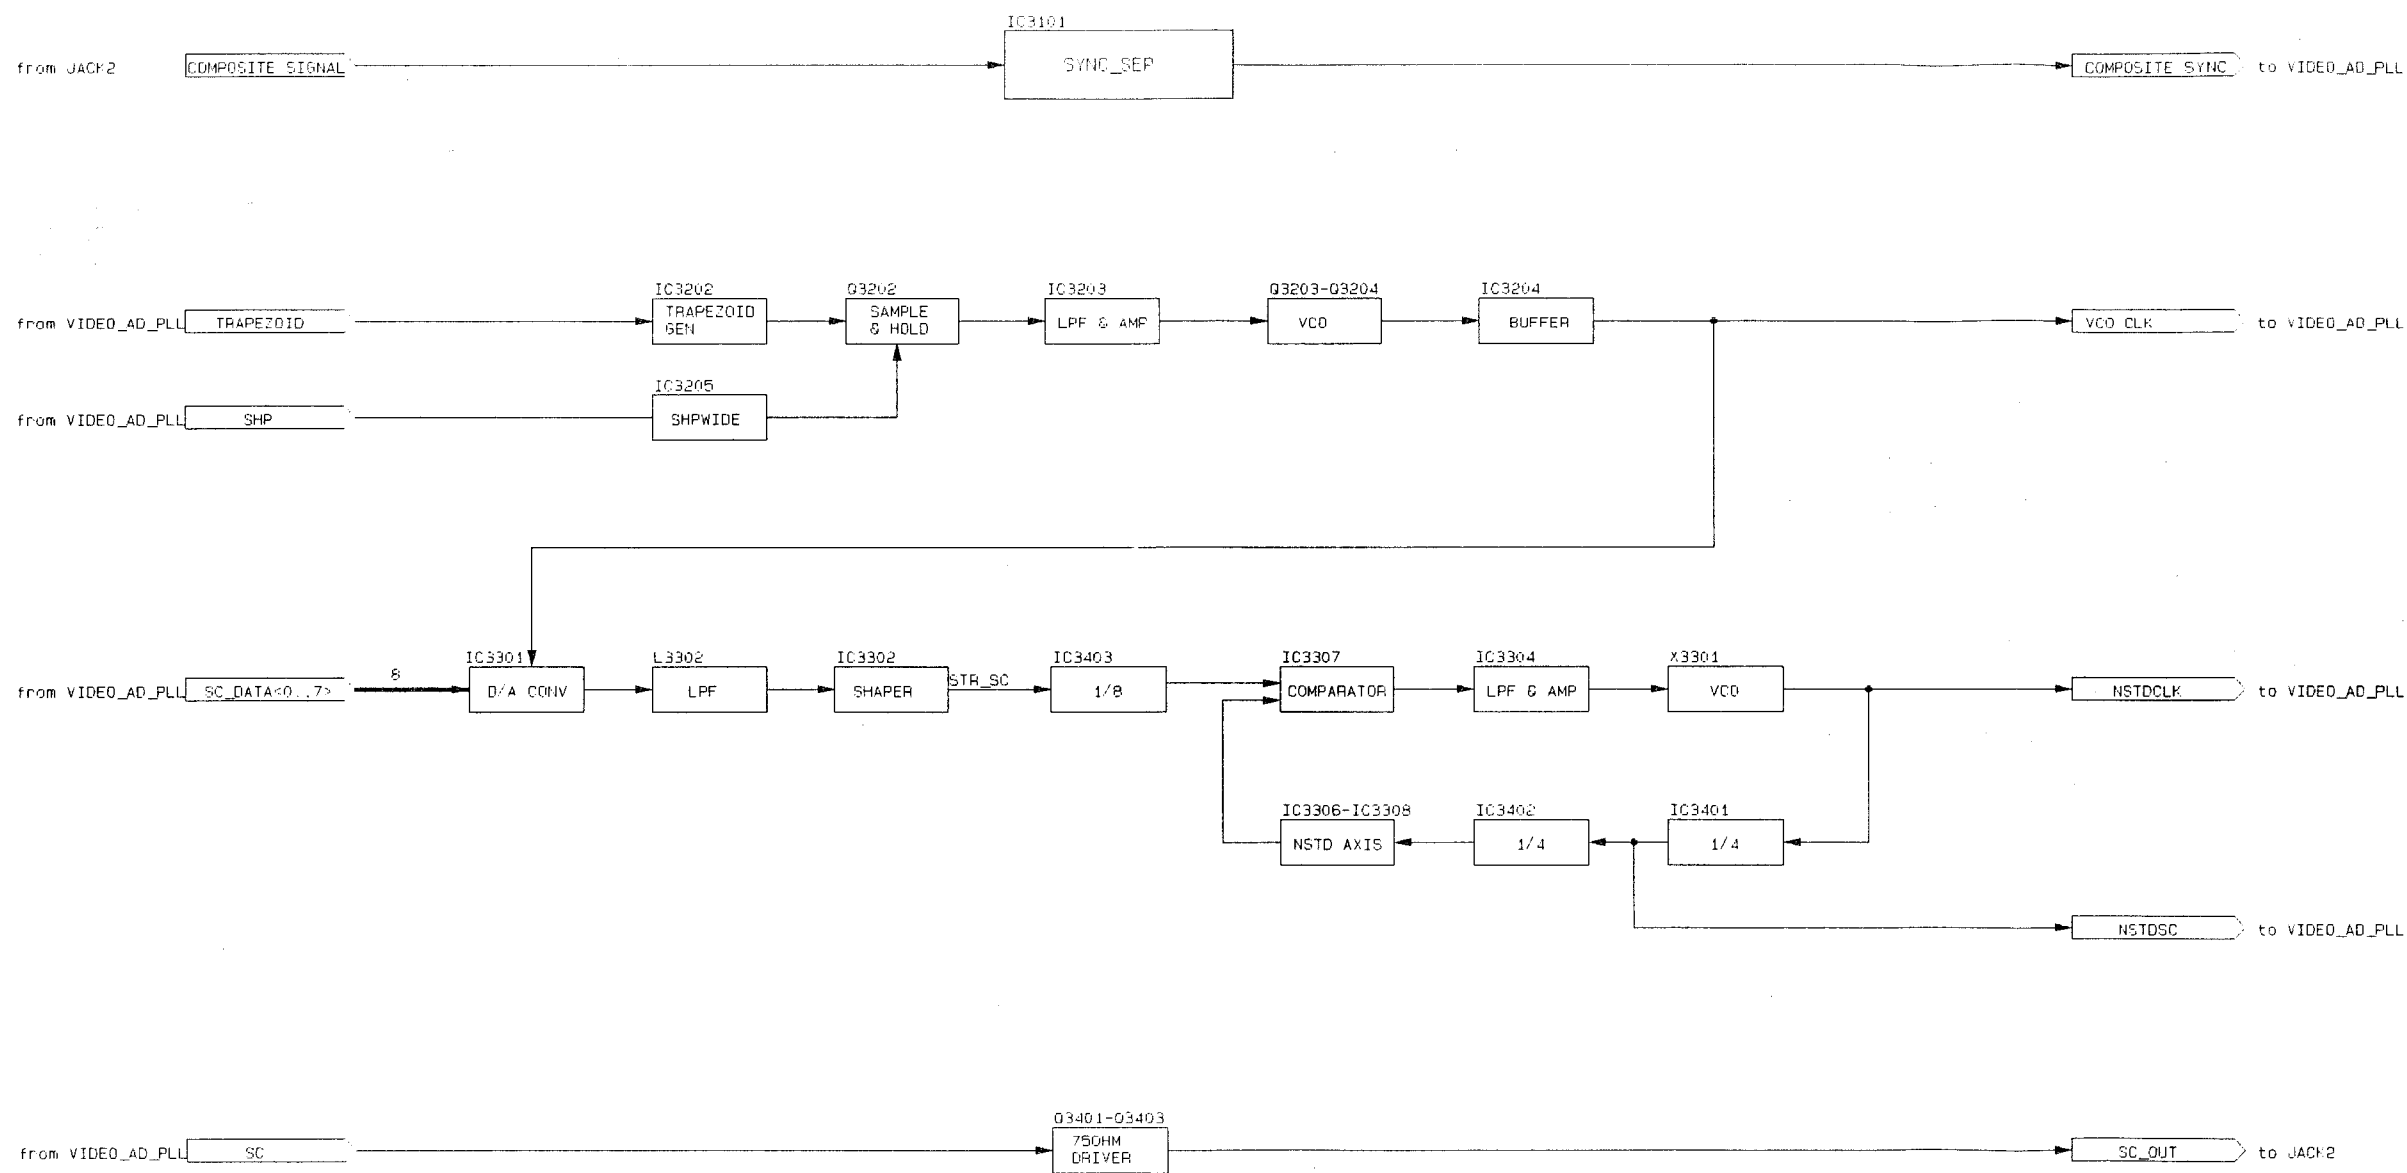 IC3101
from JACK2 COMPOSITE SIGNAL SYNC_SEP COMPOSITE SYNC to VIDEO_AD_PLL
IC3202 Q3202 IC3203 Q3203-Q3204 IC3204
from VIDEO_AD_PLL TRAPEZOID TRAPEZOID SAMPLE LPF & AMP VCO BUFFER VCO CLK to VIDEO_AD_PLL
GEN & HOLD
IC3205
from VIDEO_AD_PLL SHP SHPWIDE
IC3301 L3302 IC3302 IC3403 IC3307 IC3304 X3301
from VIDEO_AD_PLL SC_DATA<0..7> 8 D/A CONV LPF SHAPER STR_SC 1/8 COMPARATOR LPF & AMP VCO NSTDCLK to VIDEO_AD_PLL
IC3306-IC3308 IC3402 IC3401
NSTD AXIS 1/4 1/4
NSTDSC to VIDEO_AD_PLL
Q3401-Q3403
from VIDEO_AD_PLL SC 75OHM SC_OUT to JACK2
DRIVER